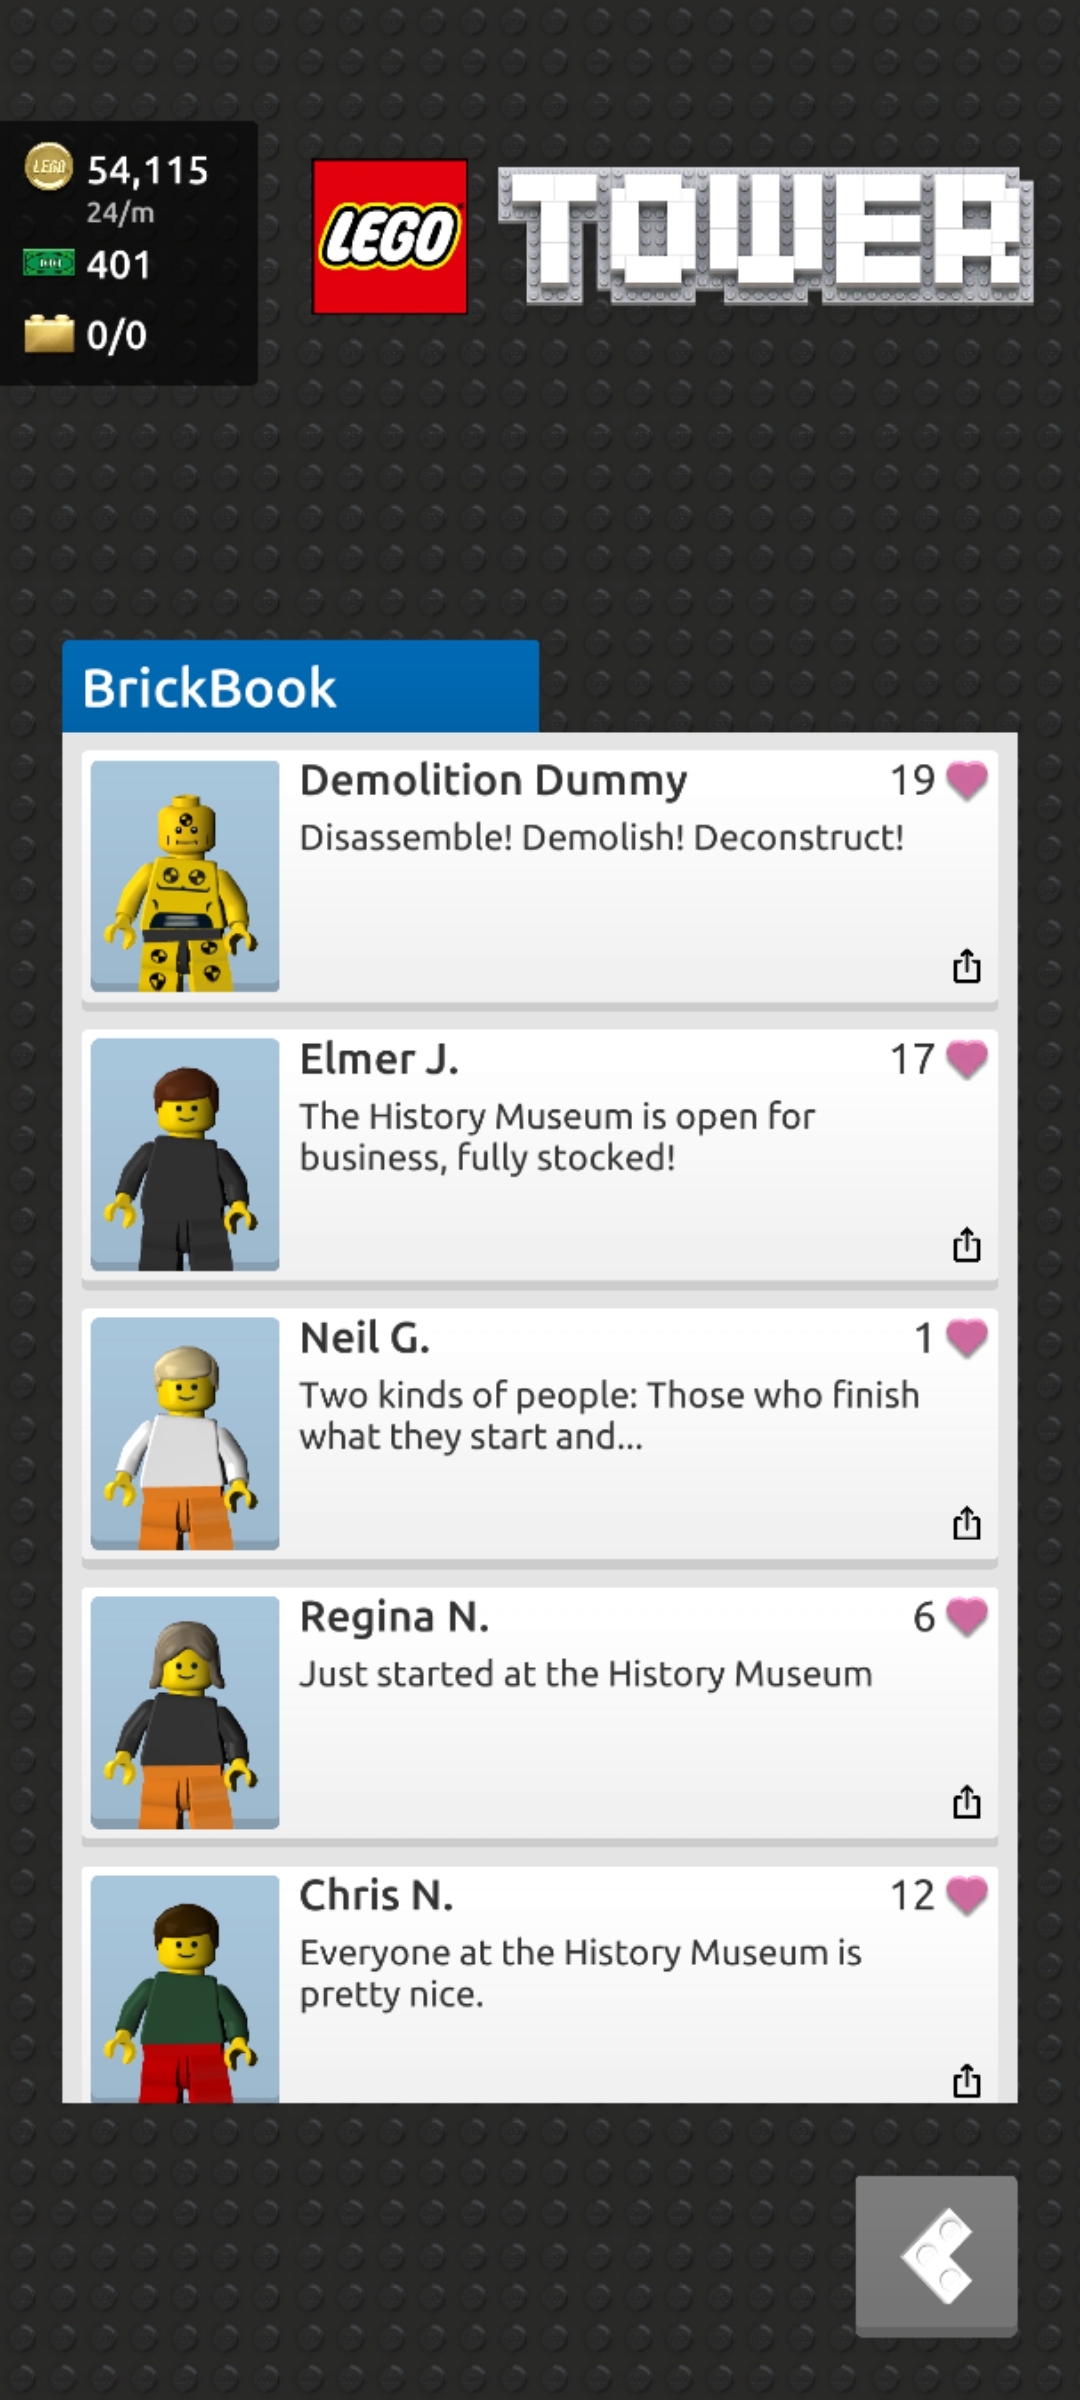 LEGO
54,115
24/m
401
0/0
LEGO
TOWER
BrickBook
Demolition Dummy
19
Disassemble! Demolish! Deconstruct!
Elmer J.
17
The History Museum is open for
business, fully stocked!
Neil G.
1
Two kinds of people: Those who finish
what they start and...
Regina N.
6
Just started at the History Museum
Chris N.
12
Everyone at the History Museum is
pretty nice.